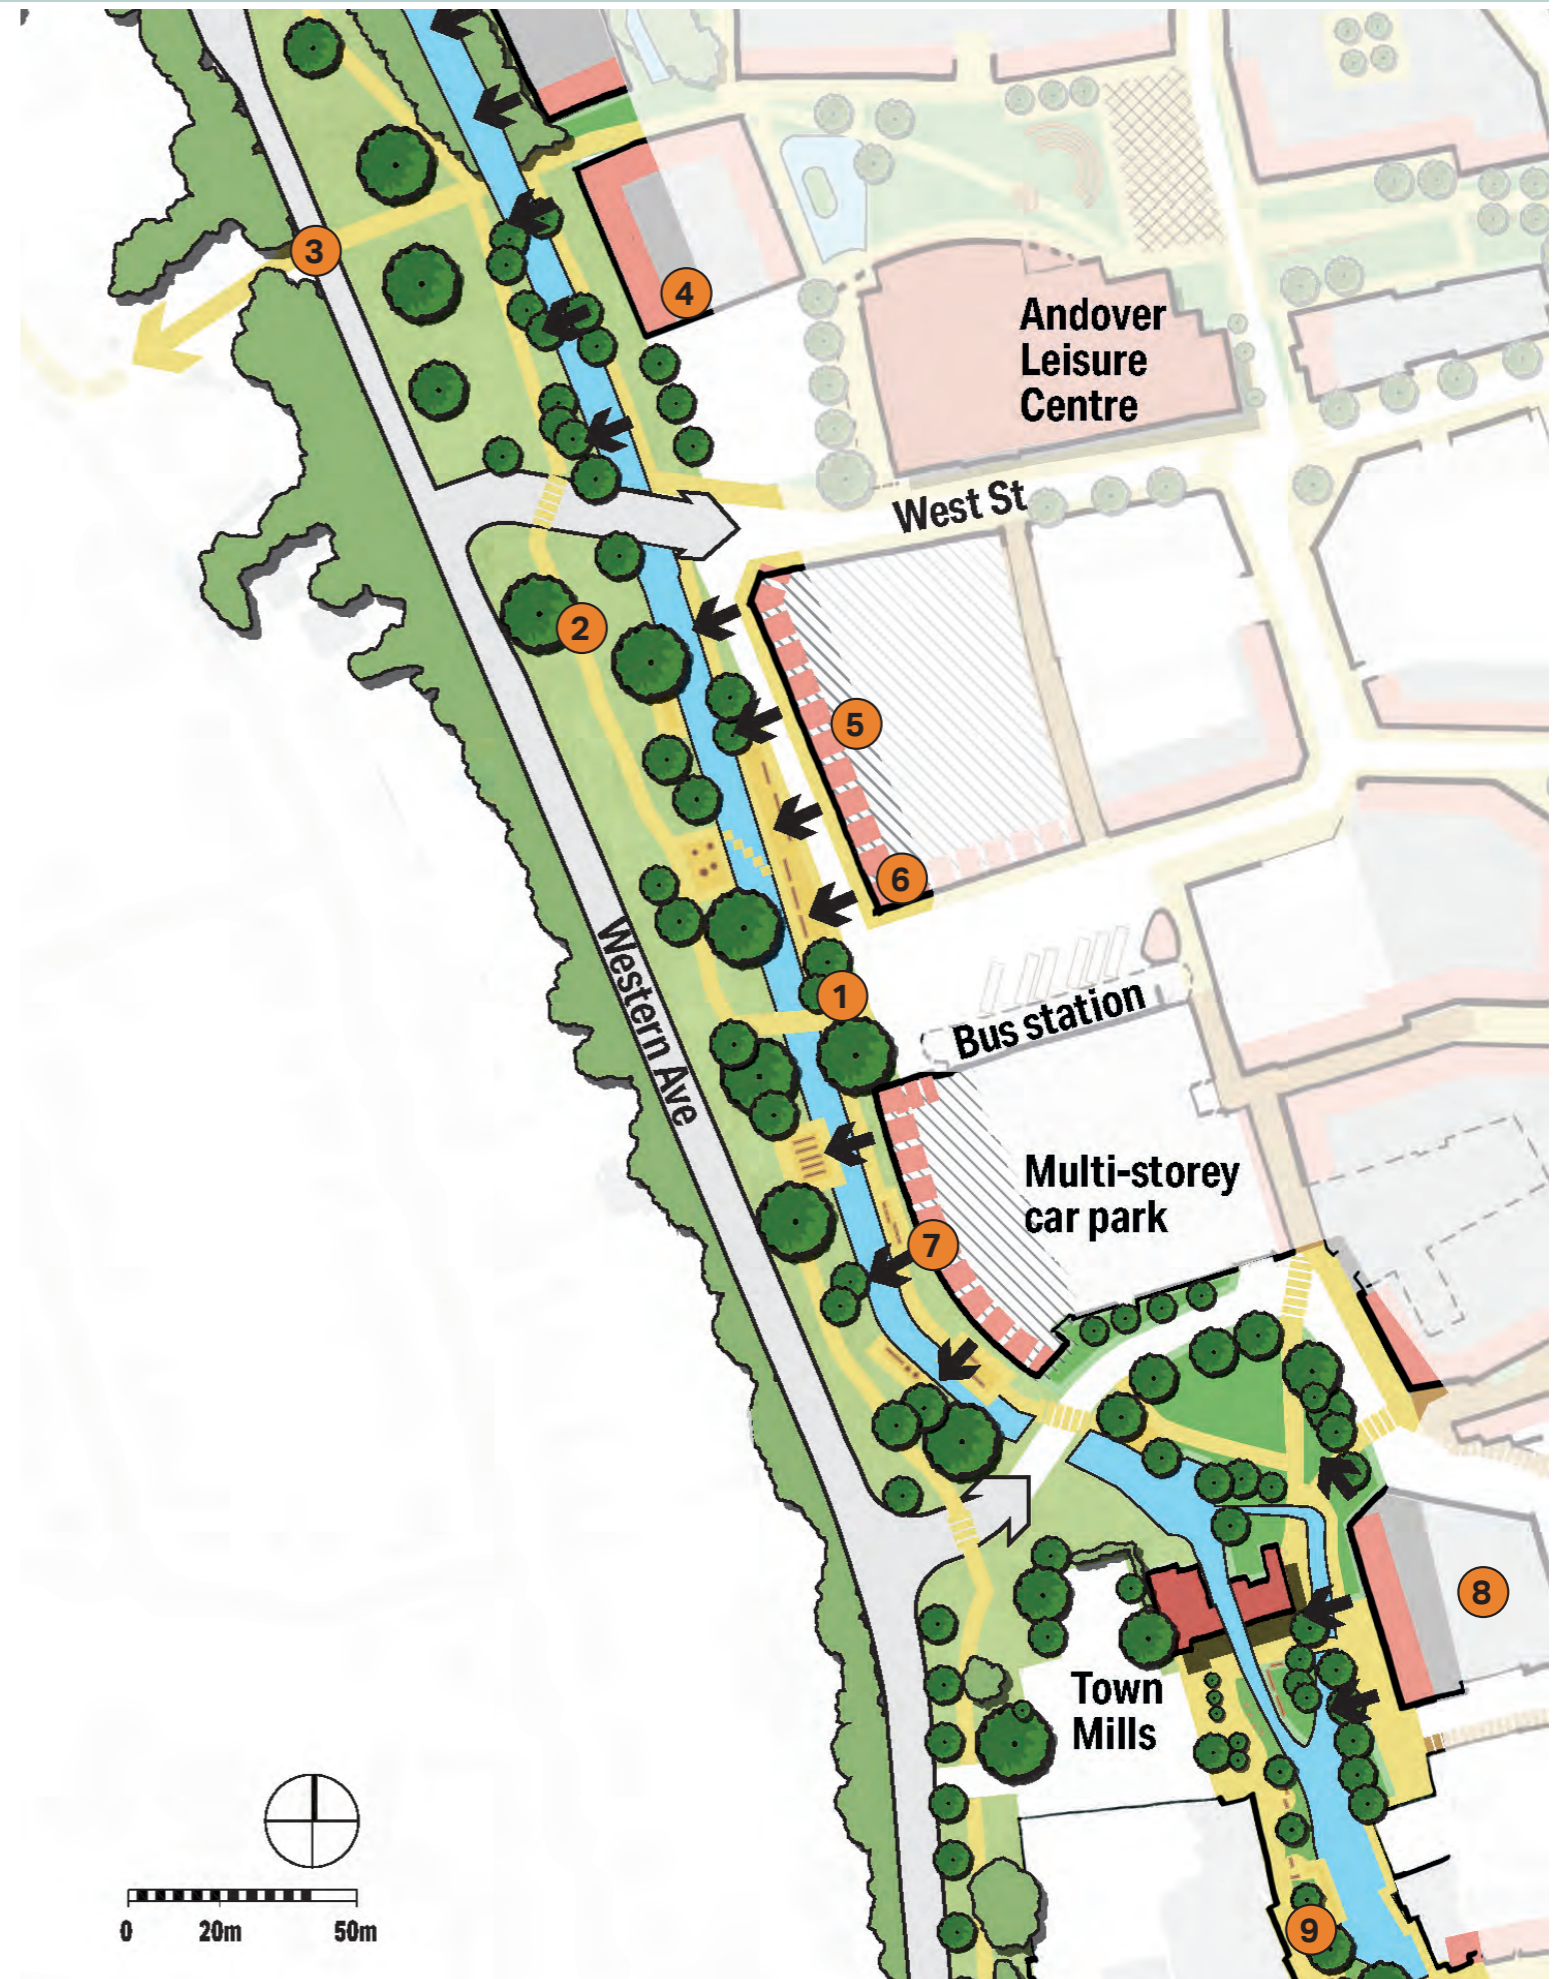 3
4
Andover
Leisure
Centre
West St
2
5
6
Western Ave
1
Bus station
Multi-storey
car park
7
8
Town
Mills
9
0 20m 50m